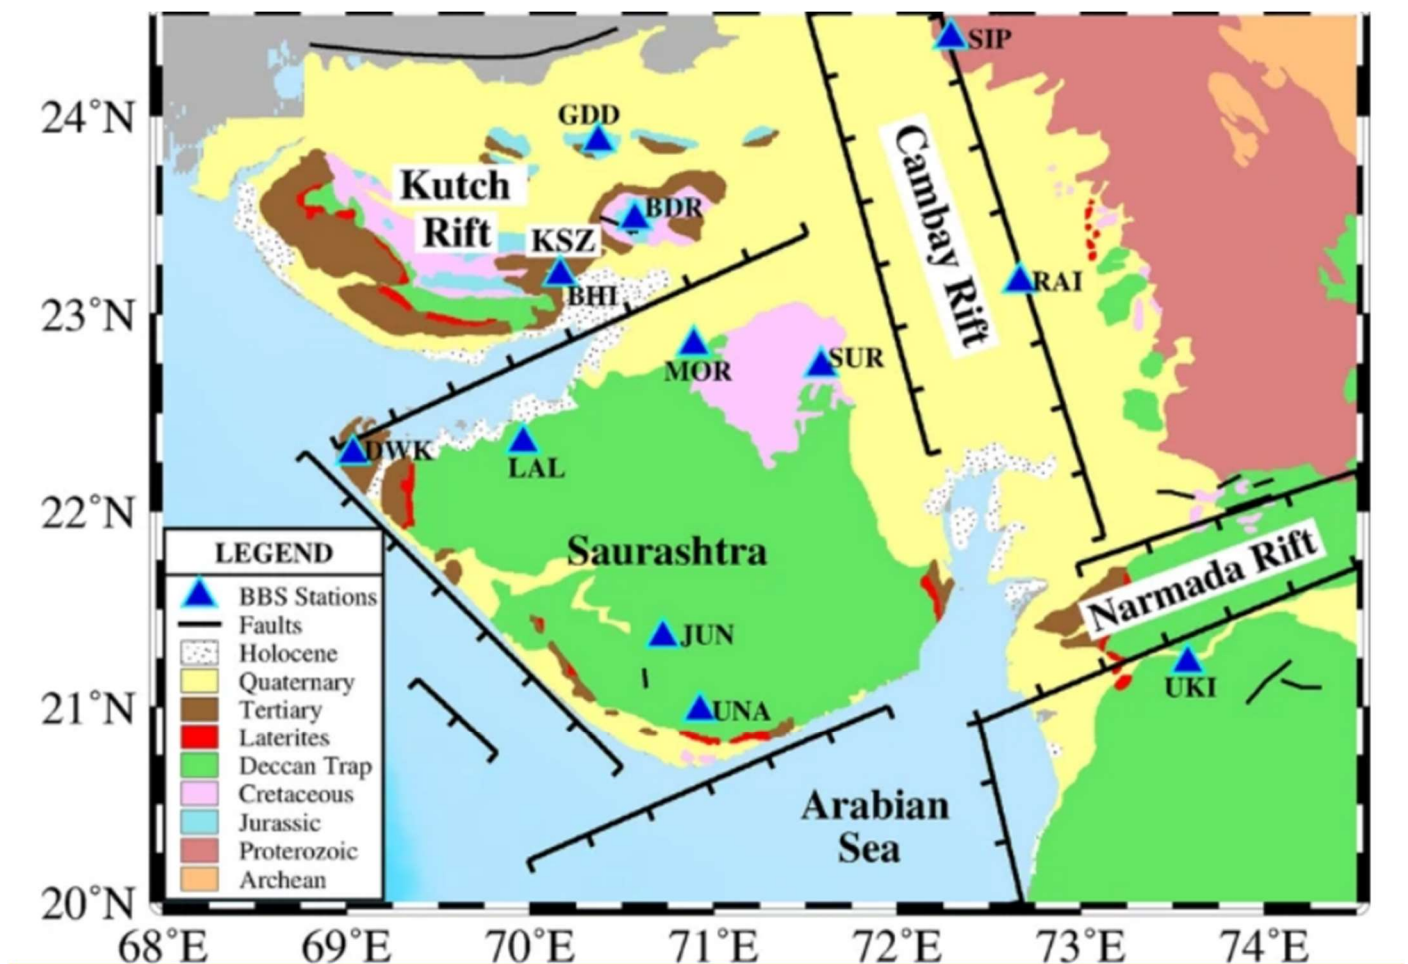 24°N
23°N
22°N
21°N
20°N
68°E
69°E
70°E
71°E
72°E
73°E
74°E
SIP
GDD
Kutch
Rift
BDR
KSZ
BHI
Cambay Rift
RAI
MOR
SUR
DWK
LAL
Saurashtra
Narmada Rift
JUN
UNA
UKI
Arabian
Sea
LEGEND
BBS Stations
Faults
Holocene
Quaternary
Tertiary
Laterites
Deccan Trap
Cretaceous
Jurassic
Proterozoic
Archean